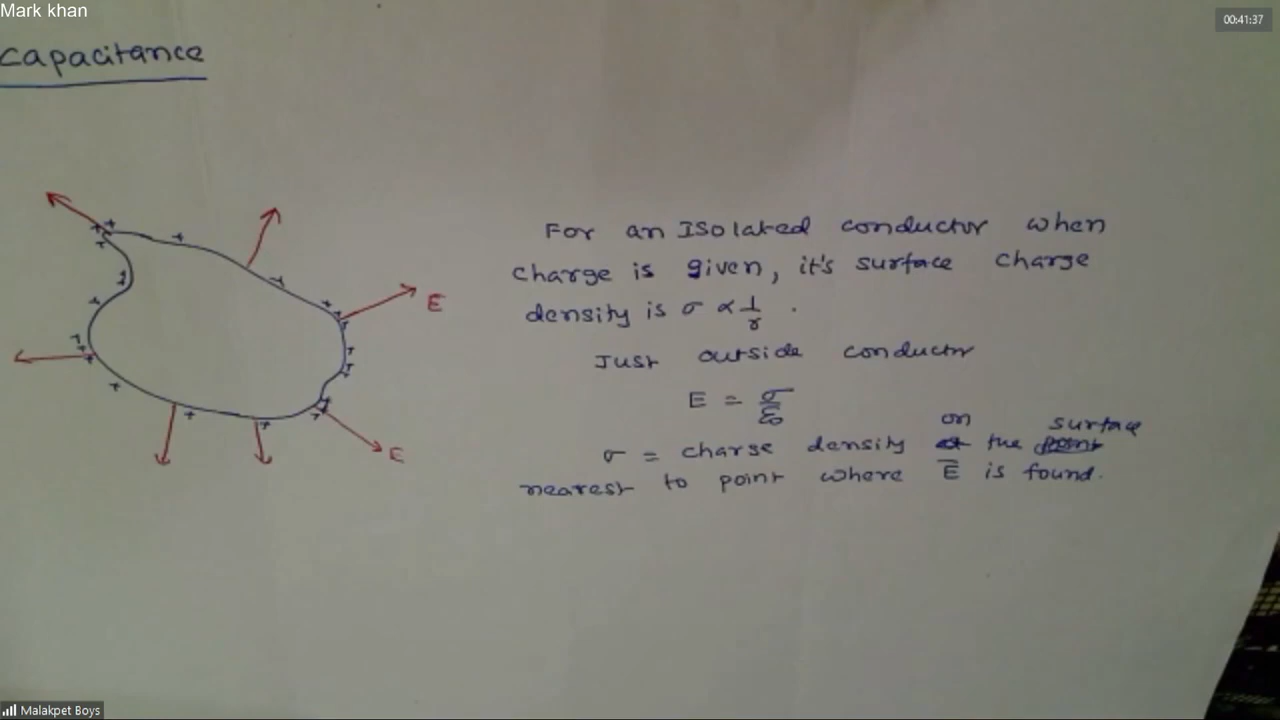 Mark khan
00:41:37
Capacitance
For an Isolated conductor when
charge is given, it's surface charge
density is σ ∝ 1/r .
Just outside conductor
E = σ/ε₀
on surface
σ = charge density at the point
nearest to point where E̅ is found.
E
E
Malakpet Boys